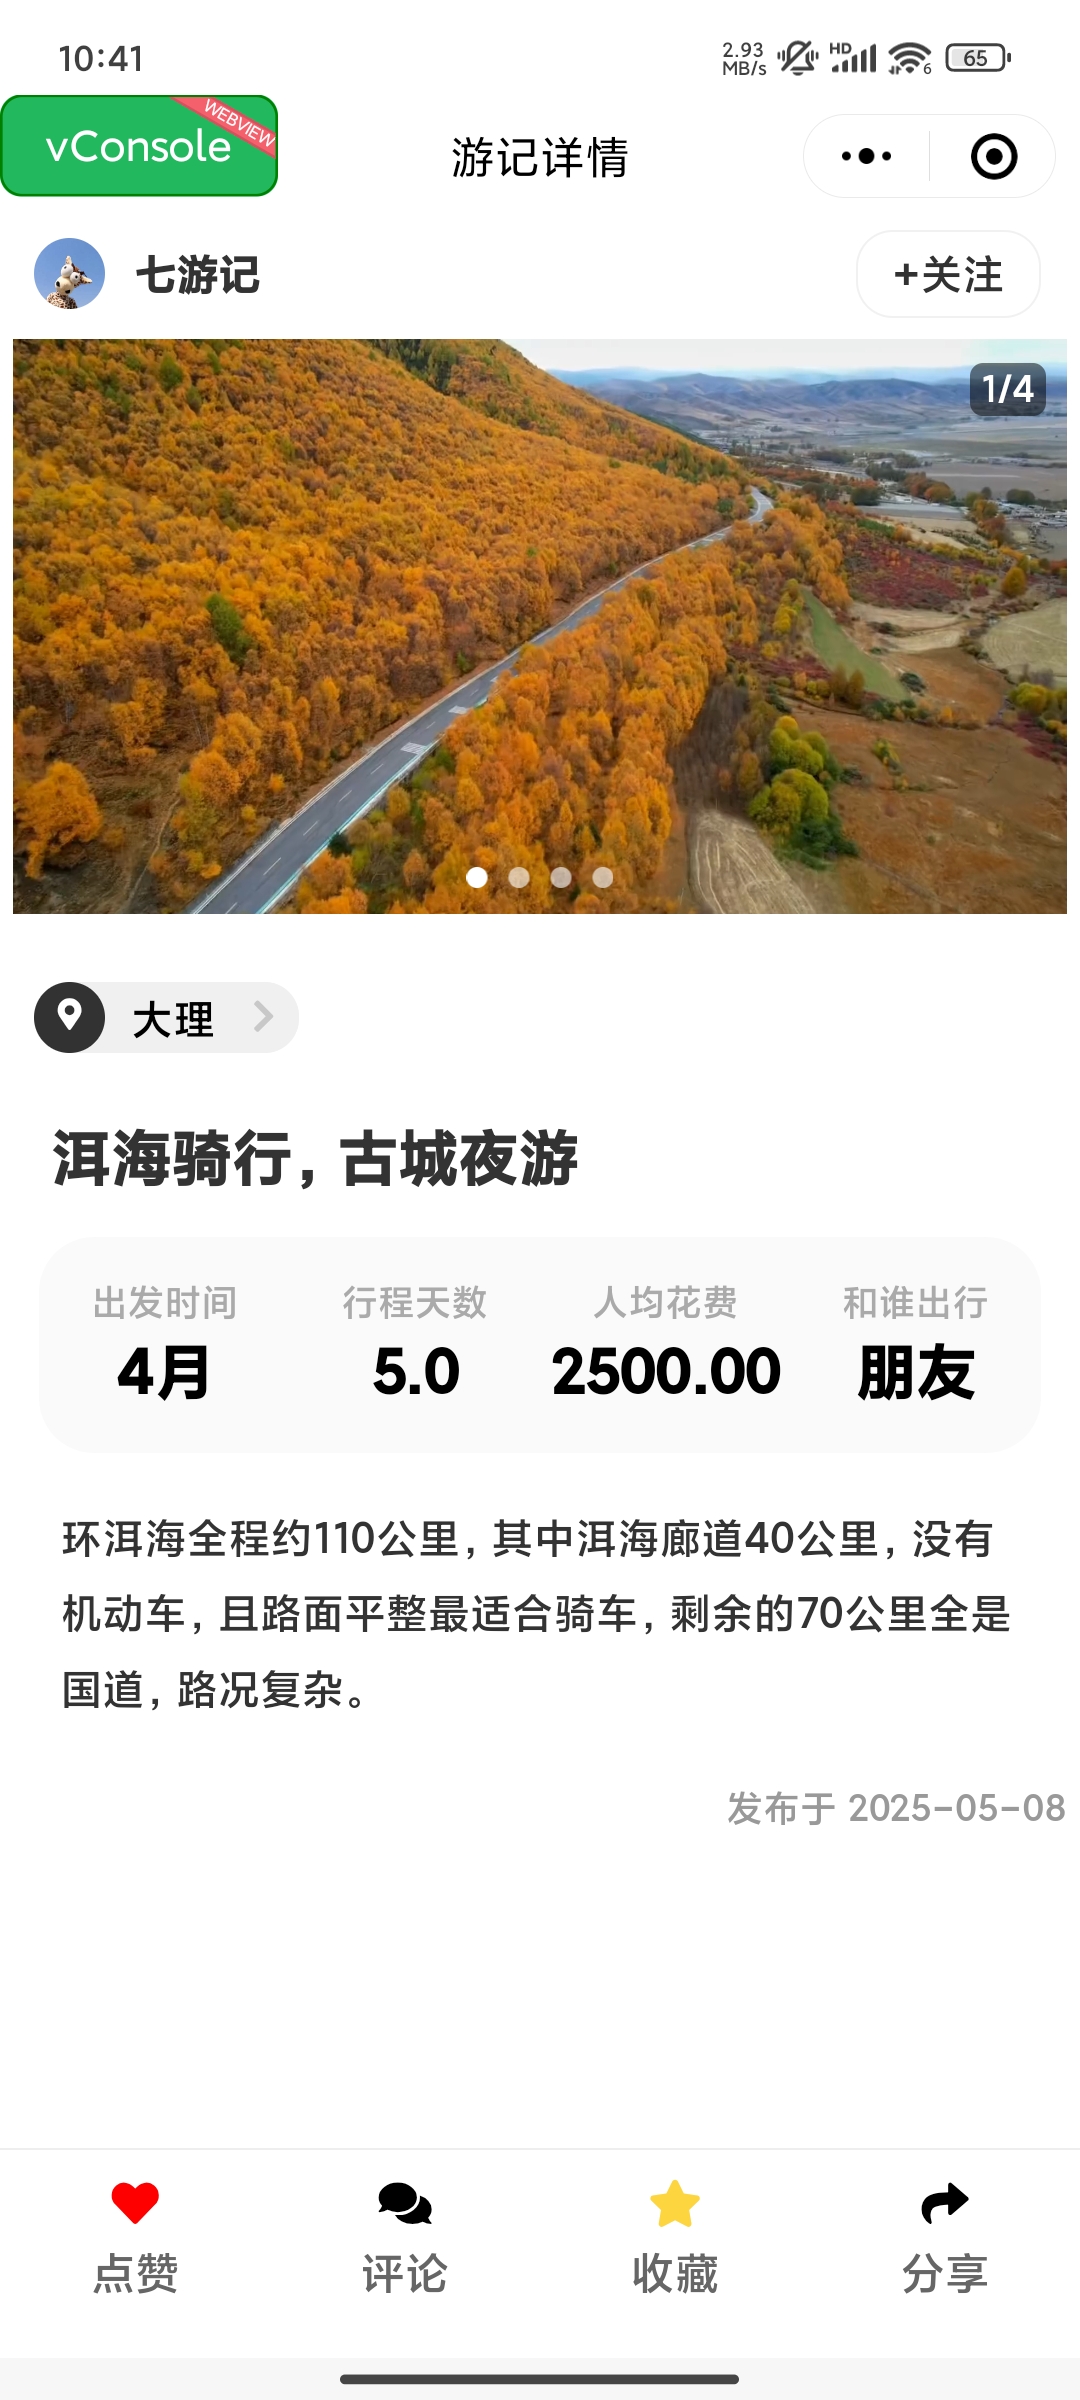 10:41
2.93
MB/s
HD
6
65
vConsole
WEBVIEW
游记详情
七游记
+关注
1/4
大理
洱海骑行，古城夜游
出发时间 行程天数 人均花费 和谁出行
4月 5.0 2500.00 朋友
环洱海全程约110公里，其中洱海廊道40公里，没有
机动车，且路面平整最适合骑车，剩余的70公里全是
国道，路况复杂。
发布于 2025-05-08
点赞 评论 收藏 分享